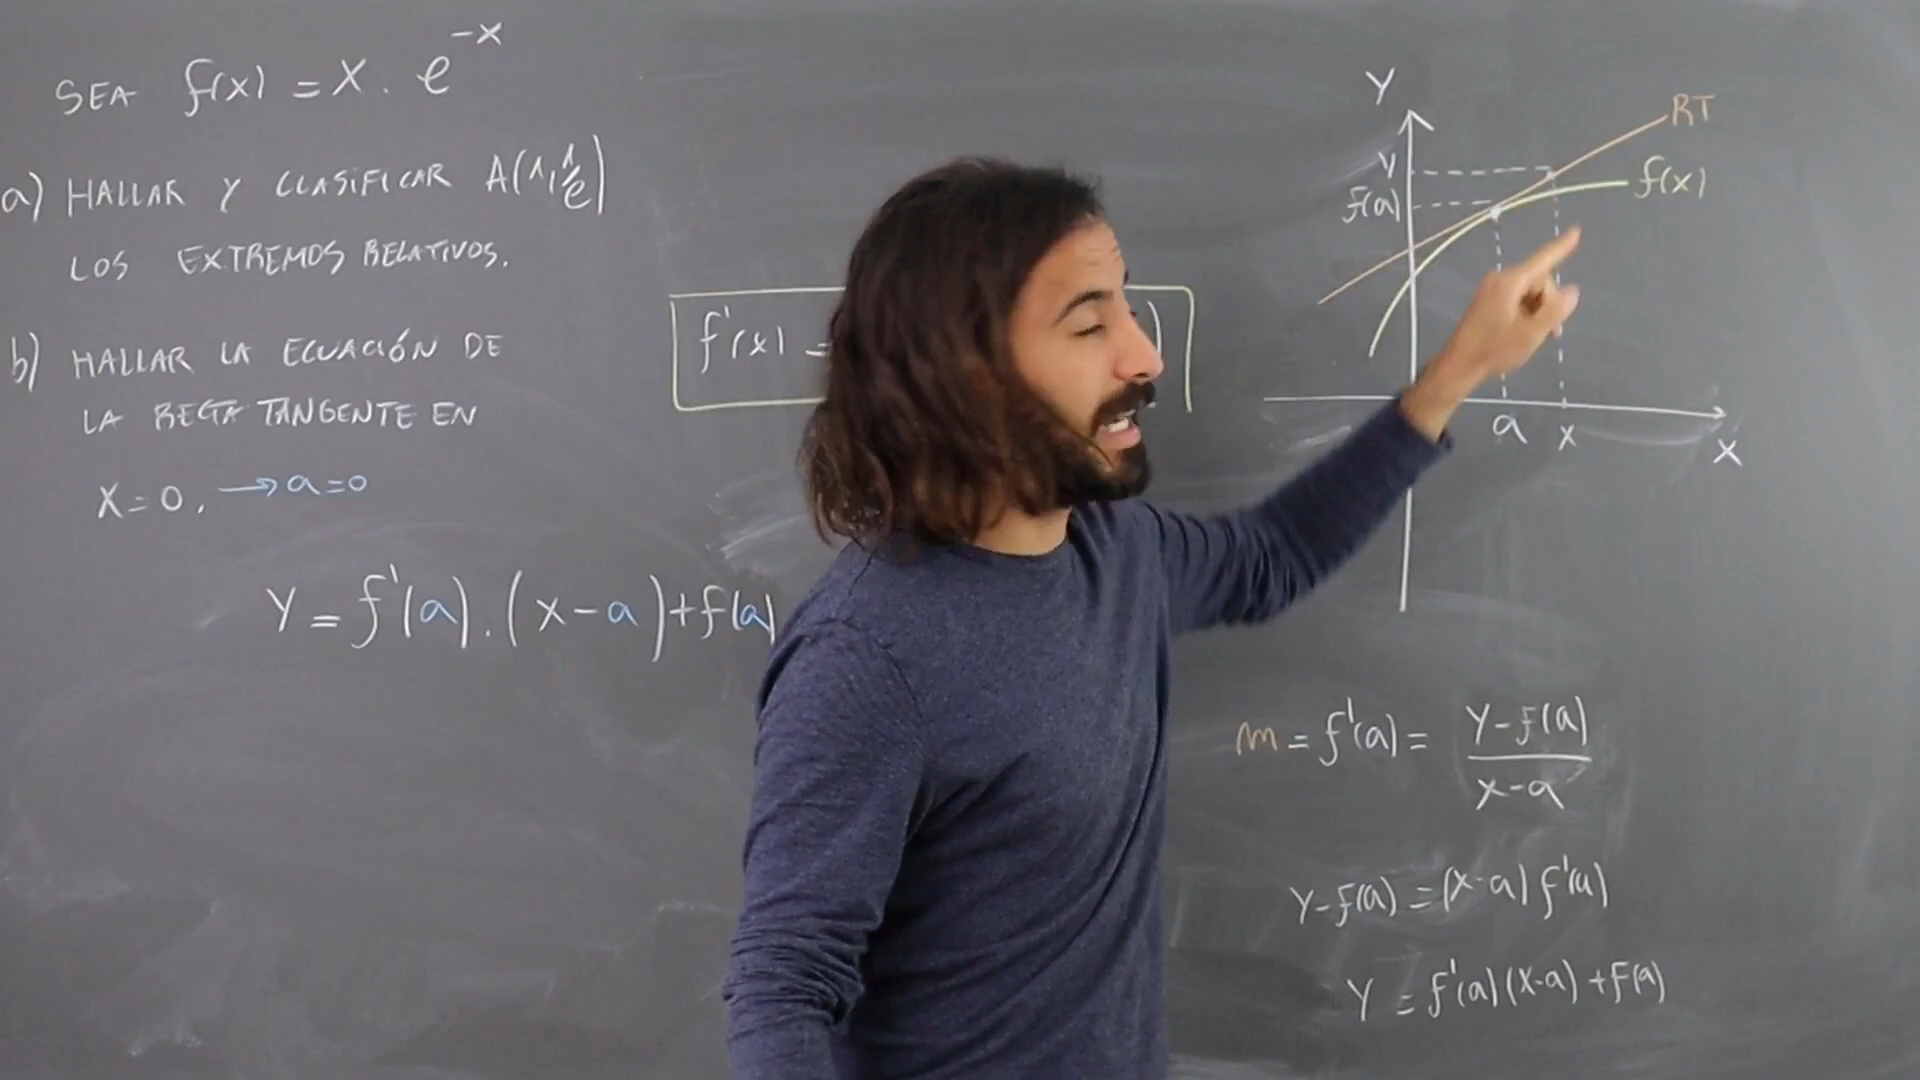 SEA f(x) = x . e^-x
a) HALLAR Y CLASIFICAR A(1, 1/e)
LOS EXTREMOS RELATIVOS.
b) HALLAR LA ECUACIÓN DE
LA RECTA TANGENTE EN
X = 0 . → a = 0
Y = f'(a) . (x - a) + f(a)
f'(x) =
)
Y
RT
Y
f(x)
f(a)
a x
X
m = f'(a) = Y - f(a) / x - a
Y - f(a) = (x - a) f'(a)
Y = f'(a) (x - a) + f(a)